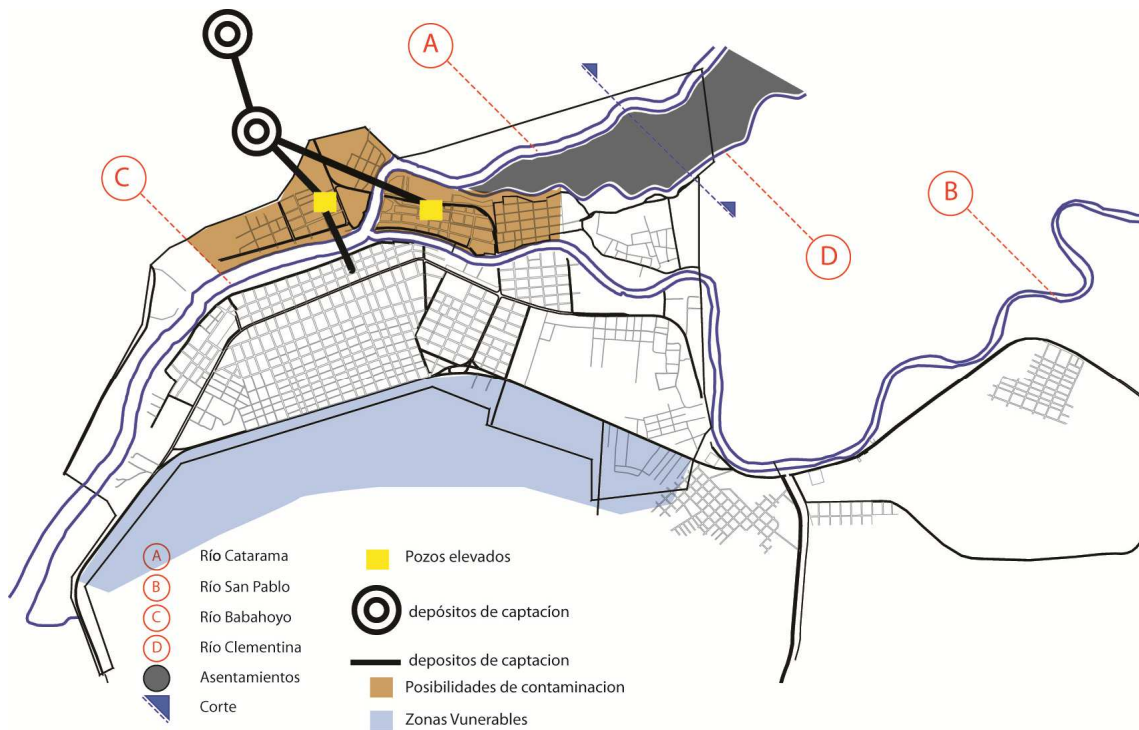 A
C
B
D
A Río Catarama
B Río San Pablo
C Río Babahoyo
D Río Clementina
Asentamientos
Corte
Pozos elevados
depósitos de captacíon
depositos de captacion
Posibilidades de contaminacion
Zonas Vunerables